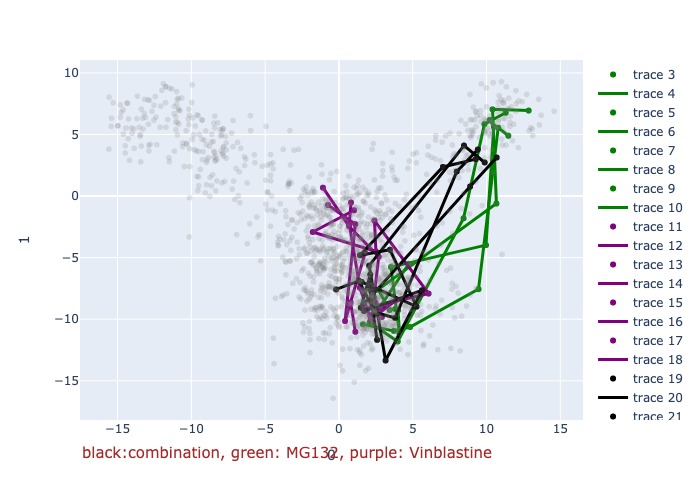 10
5
0
−5
−10
−15
1
−15
−10
−5
0
5
10
15
0
black:combination, green: MG132, purple: Vinblastine
trace 3
trace 4
trace 5
trace 6
trace 7
trace 8
trace 9
trace 10
trace 11
trace 12
trace 13
trace 14
trace 15
trace 16
trace 17
trace 18
trace 19
trace 20
trace 21